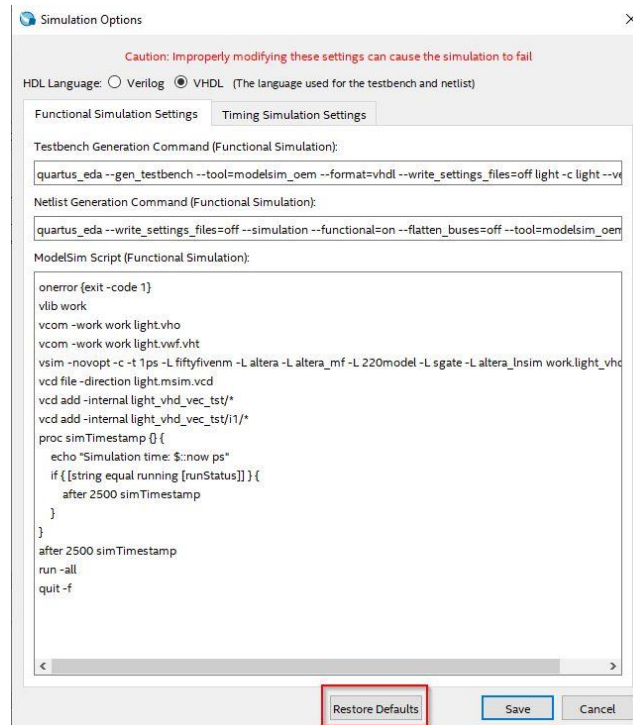 Simulation Options
Caution: Improperly modifying these settings can cause the simulation to fail
HDL Language: Verilog VHDL (The language used for the testbench and netlist)
Functional Simulation Settings Timing Simulation Settings
Testbench Generation Command (Functional Simulation):
quartus_eda --gen_testbench --tool=modelsim_oem --format=vhdl --write_settings_files=off light -c light --ve
Netlist Generation Command (Functional Simulation):
quartus_eda --write_settings_files=off --simulation --functional=on --flatten_buses=off --tool=modelsim_oem
ModelSim Script (Functional Simulation):
onerror {exit -code 1}
vlib work
vcom -work work light.vho
vcom -work work light.vwf.vht
vsim -novopt -c -t 1ps -L fiftyfivenm -L altera -L altera_mf -L 220model -L sgate -L altera_lnsim work.light_vhd
vcd file -direction light.msim.vcd
vcd add -internal light_vhd_vec_tst/*
vcd add -internal light_vhd_vec_tst/i1/*
proc simTimestamp {} {
echo "Simulation time: $::now ps"
if { [string equal running [runStatus]] } {
after 2500 simTimestamp
}
}
after 2500 simTimestamp
run -all
quit -f
Restore Defaults Save Cancel